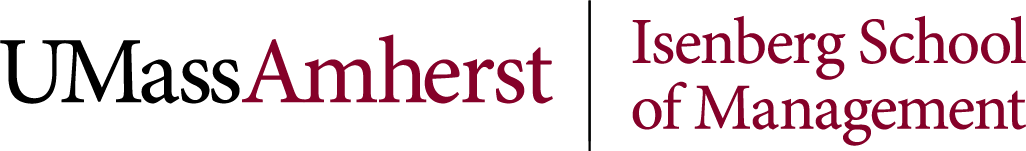 UMassAmherst
Isenberg School
of Management